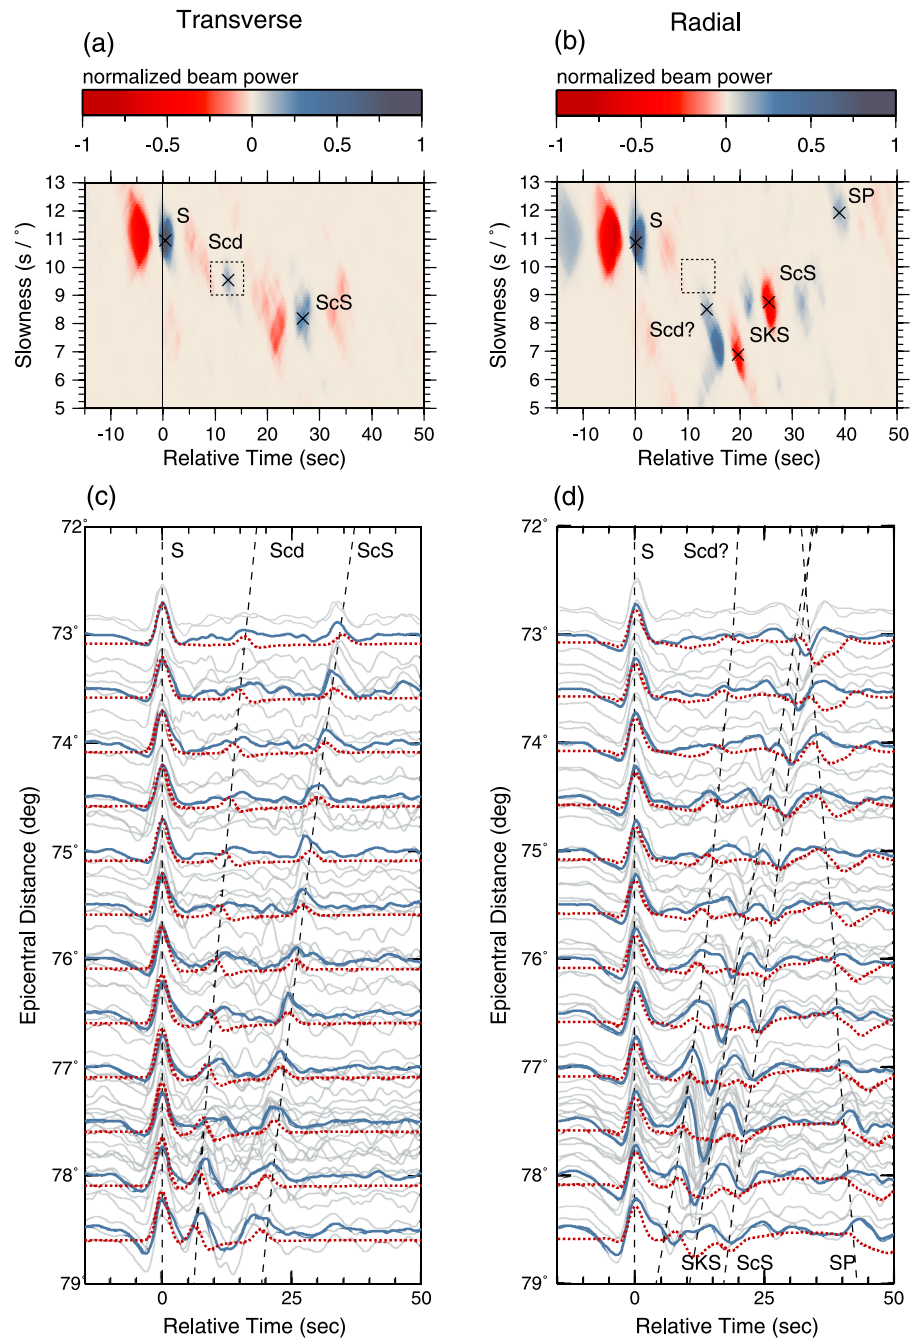 Transverse
Radial
(a)
(b)
normalized beam power
normalized beam power
-1 -0.5 0 0.5 1
-1 -0.5 0 0.5 1
Slowness (s / °)
13
12
11
10
9
8
7
6
5
S
Scd
ScS
-10 0 10 20 30 40 50
Relative Time (sec)
Slowness (s / °)
13
12
11
10
9
8
7
6
5
S
SP
ScS
Scd?
SKS
-10 0 10 20 30 40 50
Relative Time (sec)
(c)
(d)
Epicentral Distance (deg)
72°
73°
74°
75°
76°
77°
78°
79°
S Scd ScS
0 25 50
Relative Time (sec)
Epicentral Distance (deg)
72°
73°
74°
75°
76°
77°
78°
79°
S Scd?
SKS ScS SP
0 25 50
Relative Time (sec)